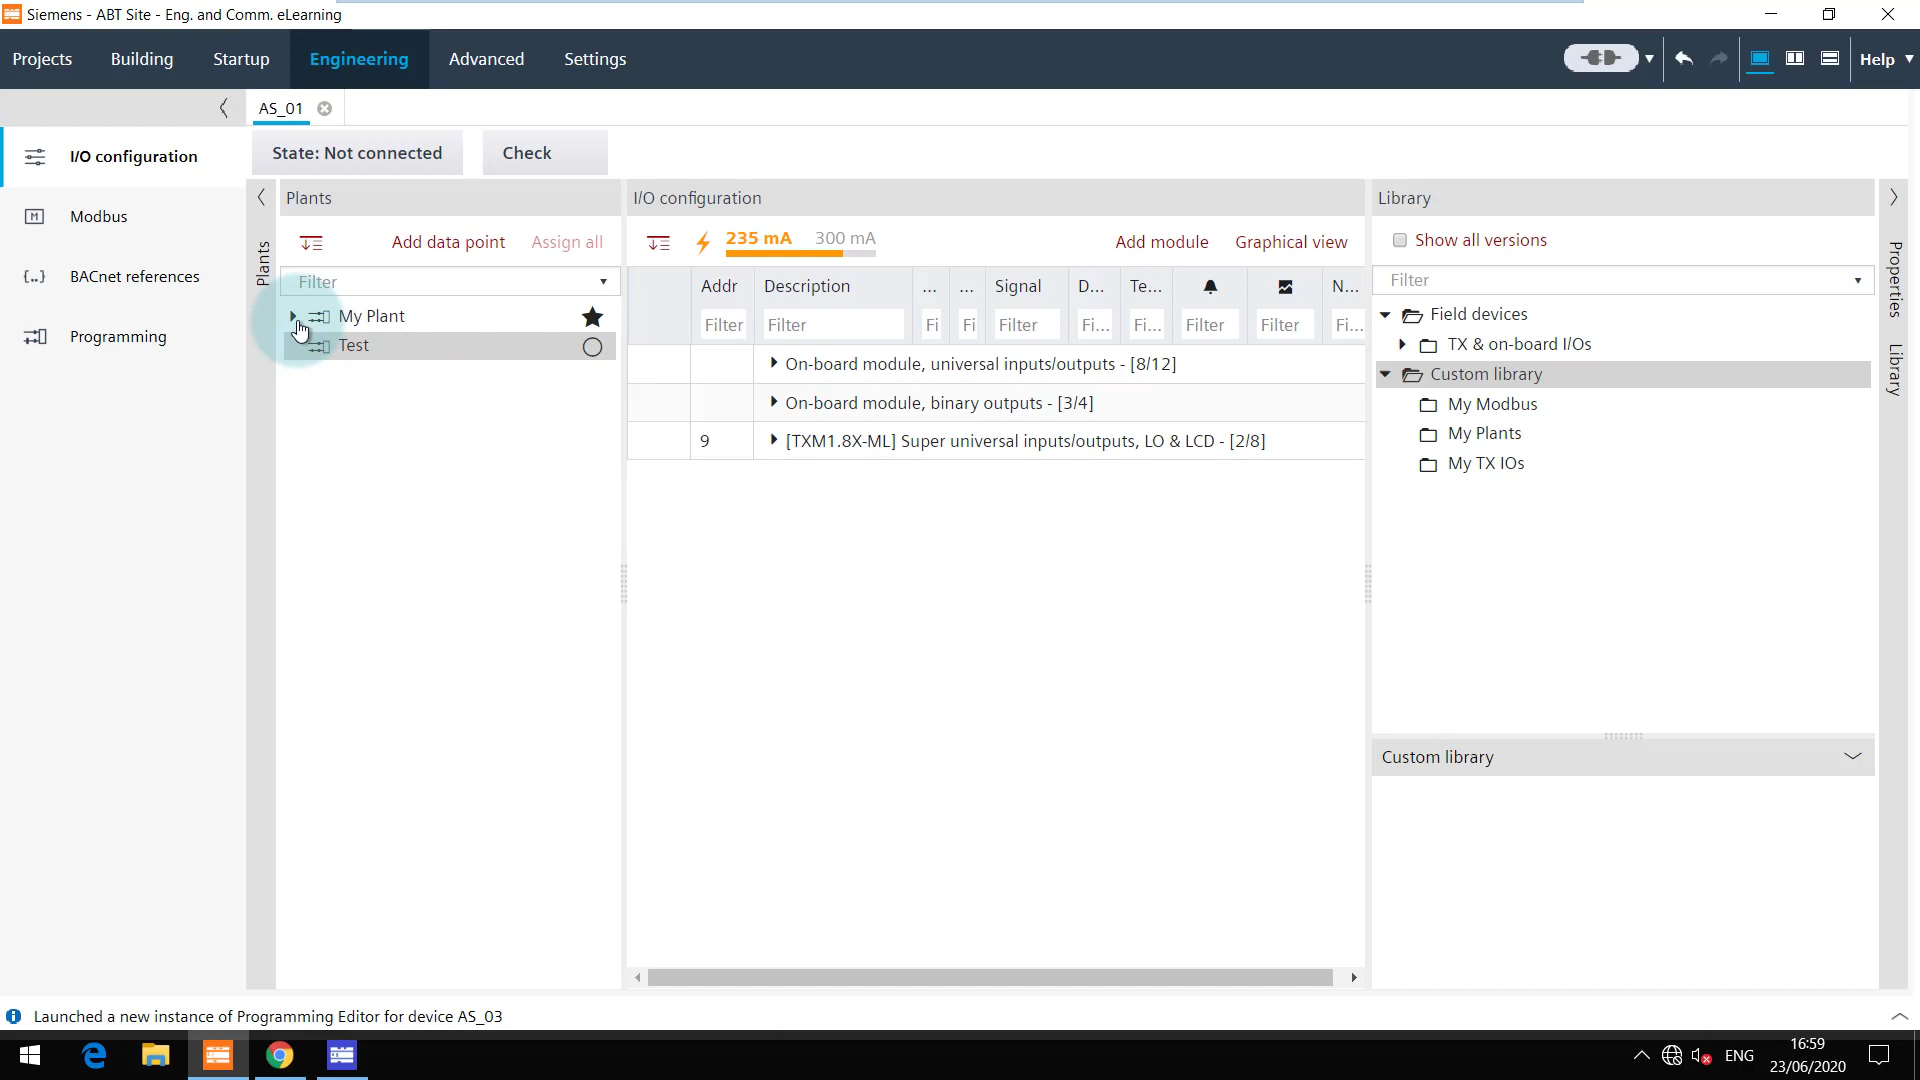 Siemens - ABT Site - Eng. and Comm. eLearning
Projects Building Startup Engineering Advanced Settings Help
AS_01
I/O configuration
Modbus
BACnet references
Programming
State: Not connected Check
Plants
Plants
Add data point Assign all
Filter
My Plant
Test
I/O configuration
235 mA 300 mA Add module Graphical view
Addr Description ... ... Signal D... Te... N...
Filter Filter Fi Fi Filter Fi... Fi... Filter Filter Fi...
On-board module, universal inputs/outputs - [8/12]
On-board module, binary outputs - [3/4]
9 [TXM1.8X-ML] Super universal inputs/outputs, LO & LCD - [2/8]
Library
Show all versions
Filter
Field devices
TX & on-board I/Os
Custom library
My Modbus
My Plants
My TX IOs
Custom library
Properties
Library
Launched a new instance of Programming Editor for device AS_03
ENG
16:59
23/06/2020